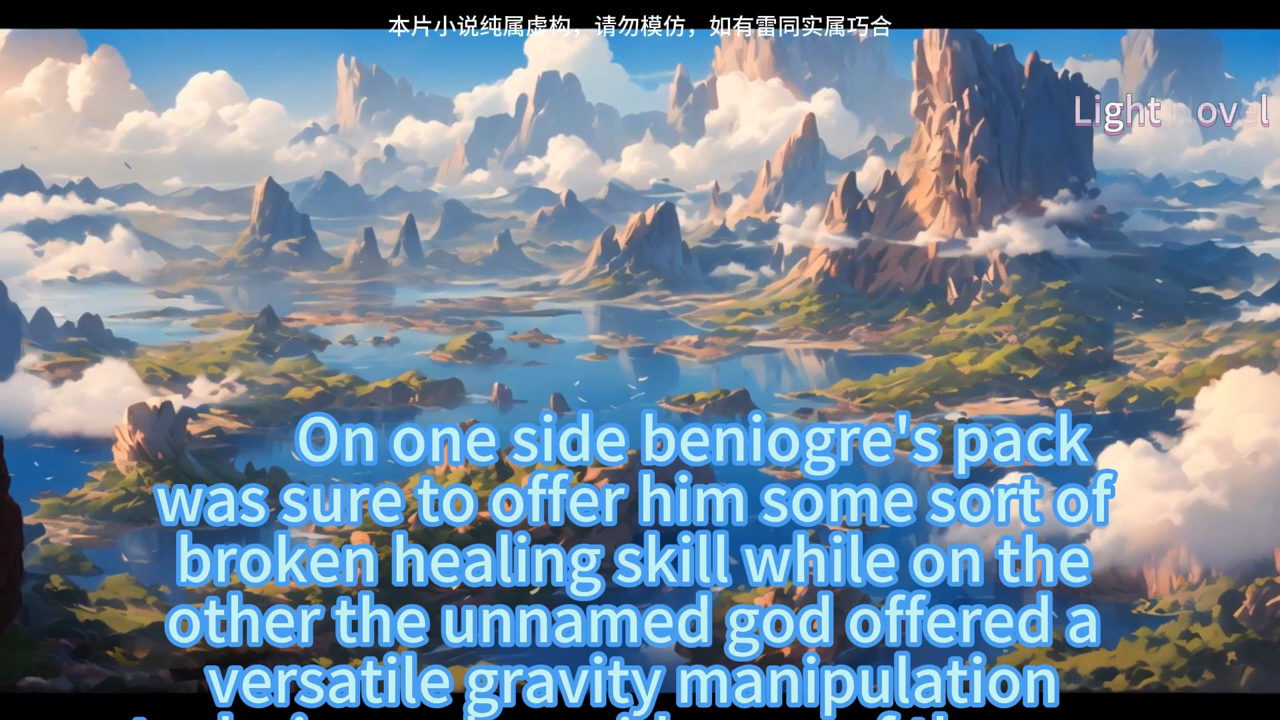 本片小说纯属虚构，请勿模仿，如有雷同实属巧合
Light novel
On one side beniogre's pack
was sure to offer him some sort of
broken healing skill while on the
other the unnamed god offered a
versatile gravity manipulation